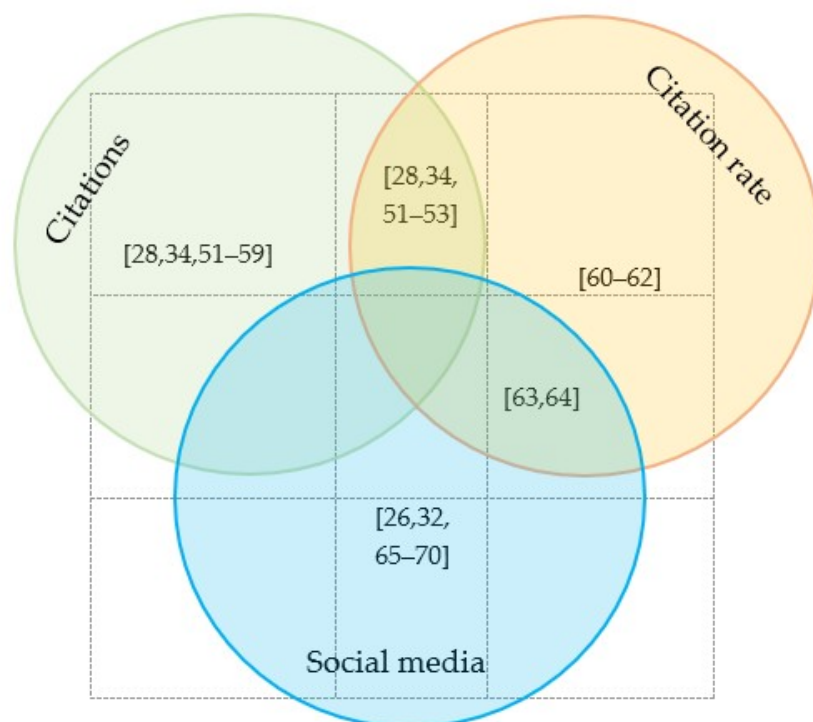 Citations
Citation rate
[28,34,
51–53]
[28,34,51–59]
[60–62]
[63,64]
[26,32,
65–70]
Social media